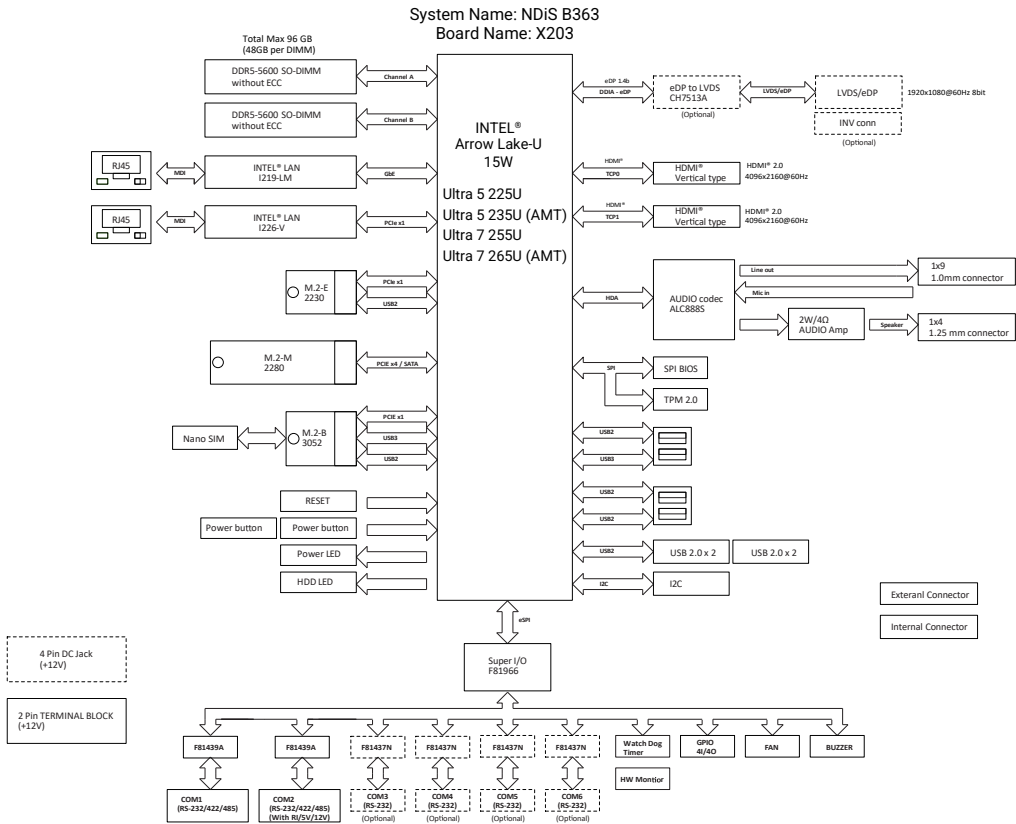 System Name: NDiS B363
Board Name: X203
Total Max 96 GB
(48GB per DIMM)
DDR5-5600 SO-DIMM
without ECC
Channel A
DDR5-5600 SO-DIMM
without ECC
Channel B
RJ45
MDI
INTEL® LAN
I219-LM
GbE
RJ45
MDI
INTEL® LAN
I226-V
PCIe x1
M.2-E
2230
PCIe x1
USB2
M.2-M
2280
PCIE x4 / SATA
Nano SIM
M.2-B
3052
PCIE x1
USB3
USB2
RESET
Power button
Power button
Power LED
HDD LED
INTEL®
Arrow Lake-U
15W
Ultra 5 225U
Ultra 5 235U (AMT)
Ultra 7 255U
Ultra 7 265U (AMT)
eDP 1.4b
DDIA - eDP
eDP to LVDS
CH7513A
(Optional)
LVDS/eDP
LVDS/eDP
1920x1080@60Hz 8bit
INV conn
(Optional)
HDMI®
TCP0
HDMI®
Vertical type
HDMI® 2.0
4096x2160@60Hz
HDMI®
TCP1
HDMI®
Vertical type
HDMI® 2.0
4096x2160@60Hz
HDA
AUDIO codec
ALC888S
Line out
Mic in
1x9
1.0mm connector
2W/4Ω
AUDIO Amp
Speaker
1x4
1.25 mm connector
SPI
SPI BIOS
TPM 2.0
USB2
USB3
USB2
USB2
USB2
USB 2.0 x 2
USB 2.0 x 2
I2C
I2C
Exteranl Connector
Internal Connector
eSPI
Super I/O
F81966
4 Pin DC Jack
(+12V)
2 Pin TERMINAL BLOCK
(+12V)
F81439A
F81439A
F81437N
F81437N
F81437N
F81437N
Watch Dog
Timer
GPIO
4I/4O
FAN
BUZZER
HW Montior
COM1
(RS-232/422/485)
COM2
(RS-232/422/485)
(With RI/5V/12V)
COM3
(RS-232)
(Optional)
COM4
(RS-232)
(Optional)
COM5
(RS-232)
(Optional)
COM6
(RS-232)
(Optional)